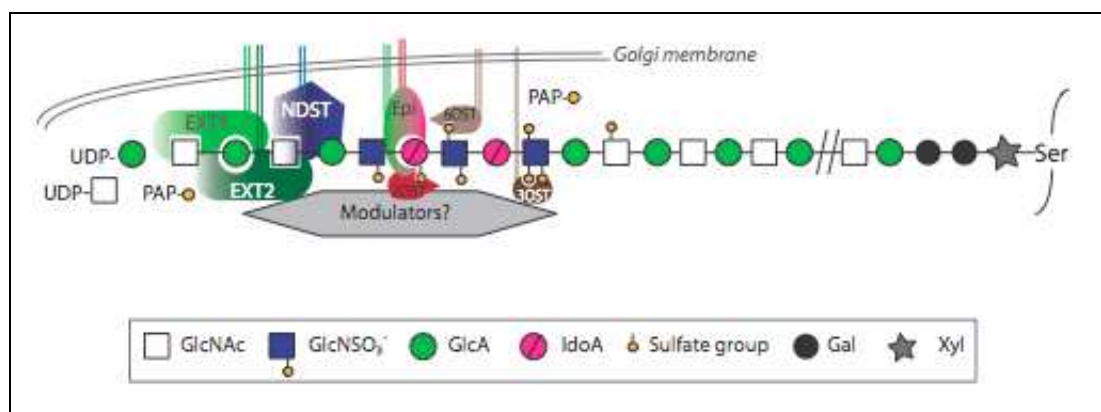 Golgi membrane
PAP-
EXT1
NDST
Epi
6OST
UDP-
Ser
UDP-
PAP-
EXT2
3OST
Modulators?
GlcNAc
GlcNSO₃⁻
GlcA
IdoA
Sulfate group
Gal
Xyl